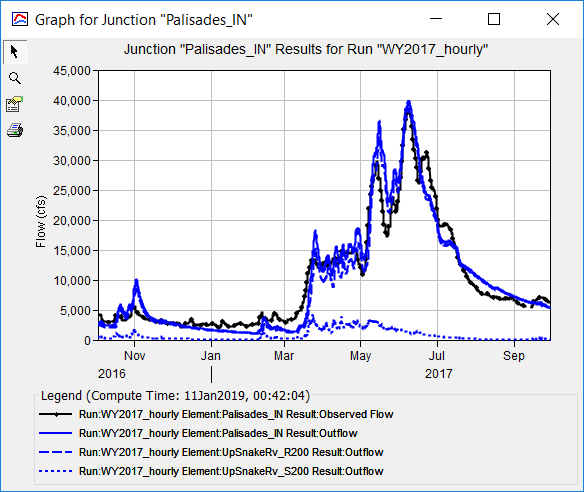 Graph for Junction "Palisades_IN"
Junction "Palisades_IN" Results for Run "WY2017_hourly"
45,000
40,000
35,000
30,000
25,000
20,000
15,000
10,000
5,000
0
Flow (cfs)
Nov Jan Mar May Jul Sep
2016 2017
Legend (Compute Time: 11Jan2019, 00:42:04)
Run:WY2017_hourly Element:Palisades_IN Result:Observed Flow
Run:WY2017_hourly Element:Palisades_IN Result:Outflow
Run:WY2017_hourly Element:UpSnakeRv_R200 Result:Outflow
Run:WY2017_hourly Element:UpSnakeRv_S200 Result:Outflow